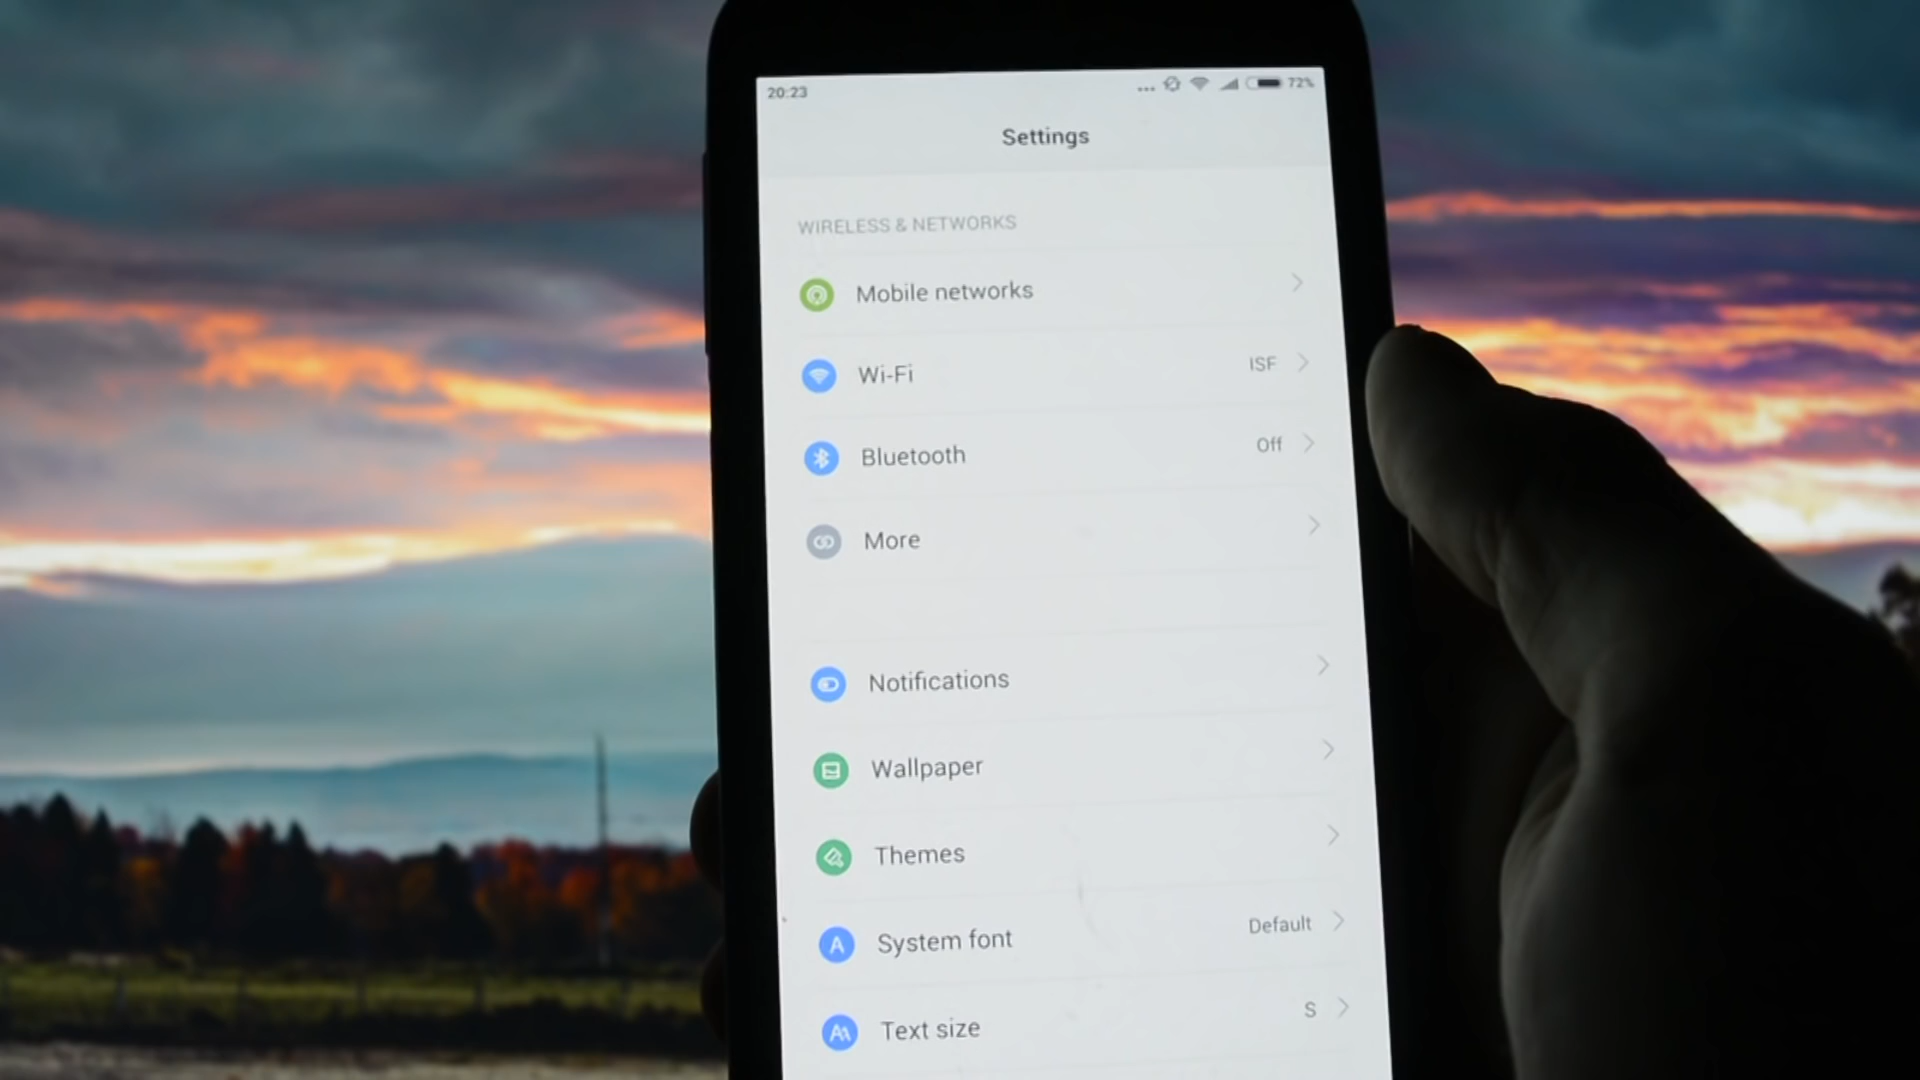 20:23 ... 72%
Settings
WIRELESS & NETWORKS
Mobile networks
Wi-Fi ISF
Bluetooth Off
More
Notifications
Wallpaper
Themes
System font Default
Text size S